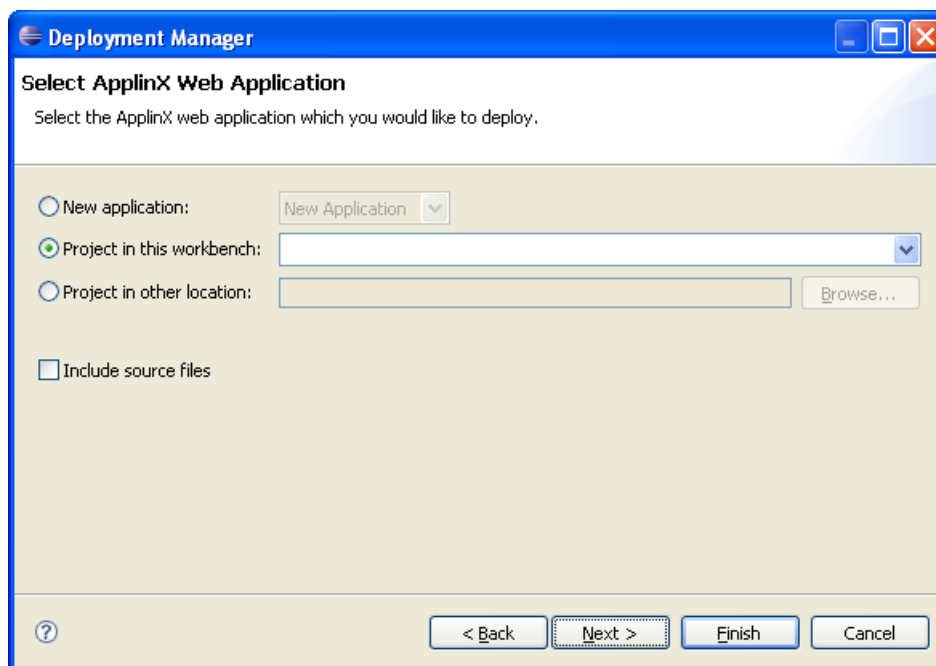 Deployment Manager
Select ApplinX Web Application
Select the ApplinX web application which you would like to deploy.
New application: New Application
Project in this workbench:
Project in other location: Browse...
Include source files
? < Back Next > Finish Cancel